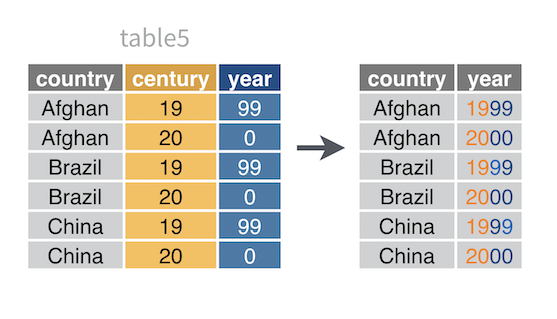 table5
country century year
Afghan 19 99
Afghan 20 0
Brazil 19 99
Brazil 20 0
China 19 99
China 20 0
country year
Afghan 1999
Afghan 2000
Brazil 1999
Brazil 2000
China 1999
China 2000